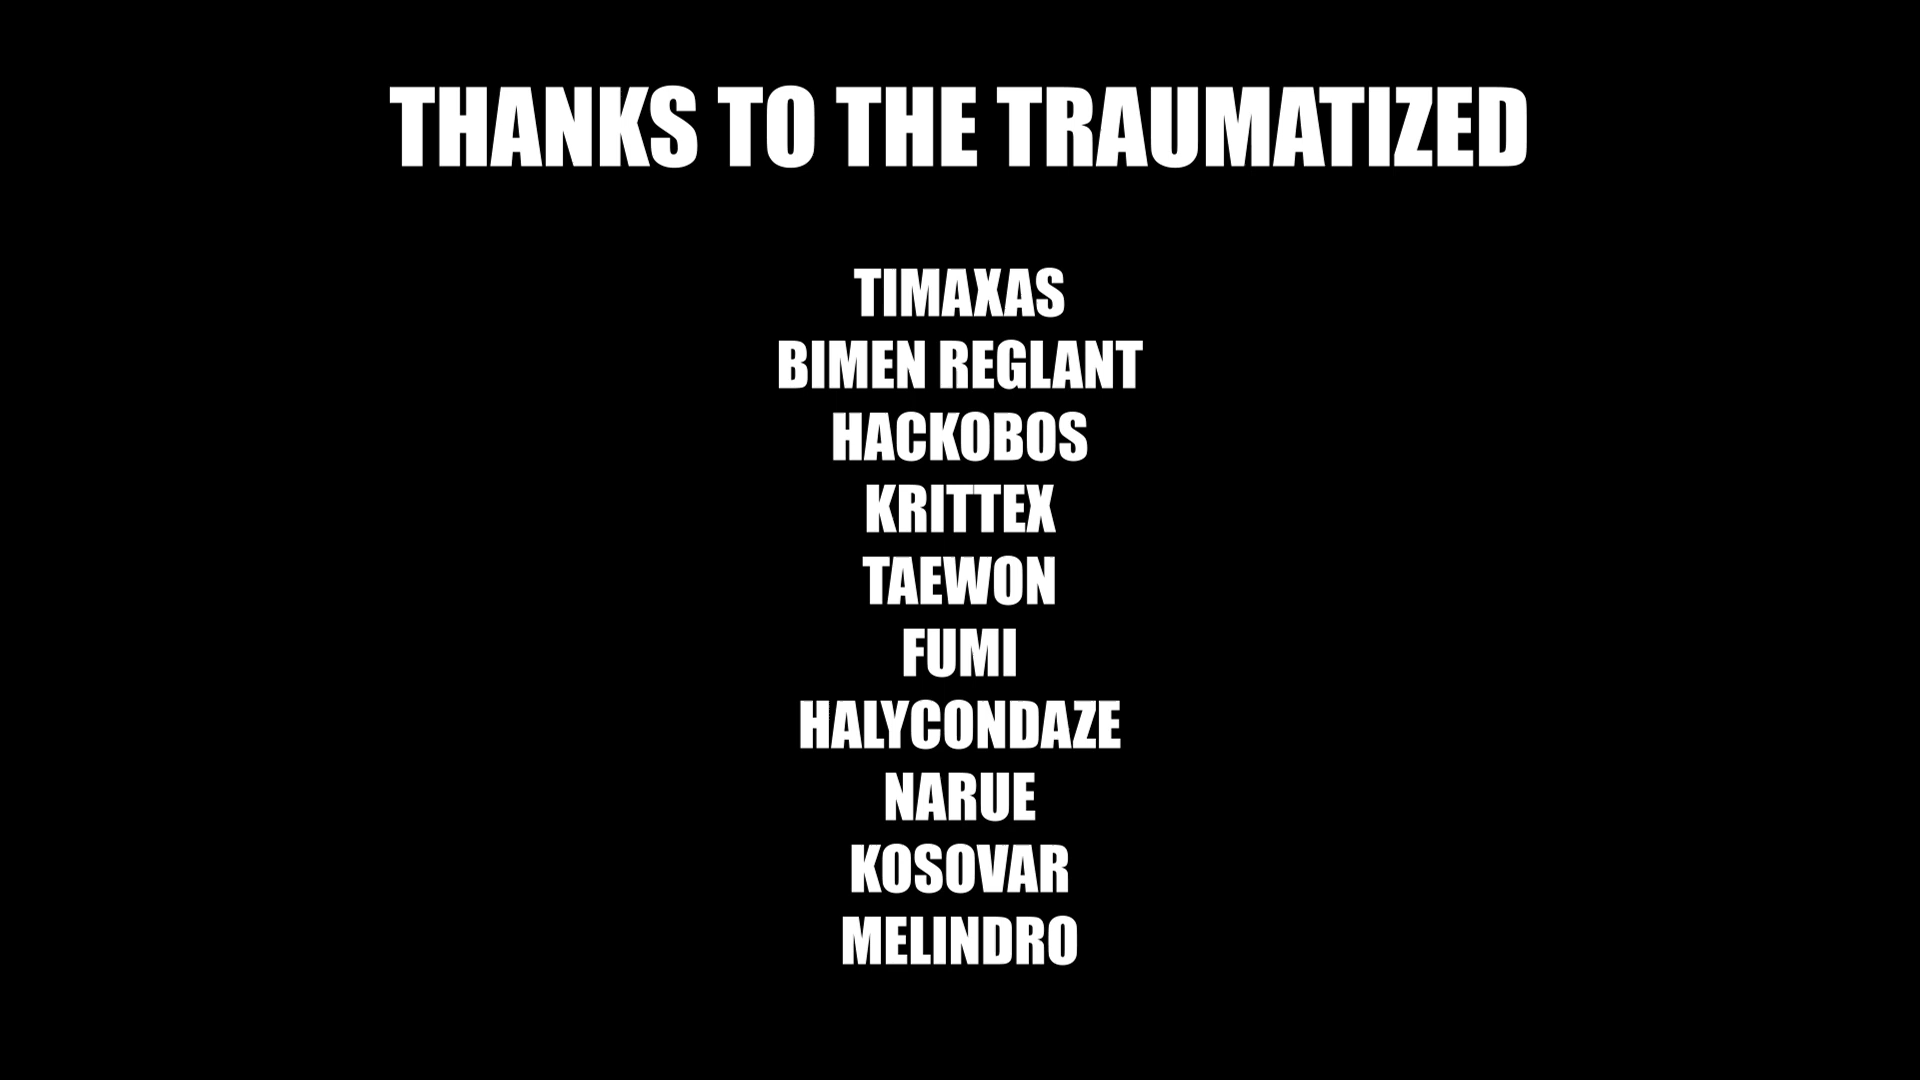 THANKS TO THE TRAUMATIZED
TIMAXAS
BIMEN REGLANT
HACKOBOS
KRITTEX
TAEWON
FUMI
HALYCONDAZE
NARUE
KOSOVAR
MELINDRO